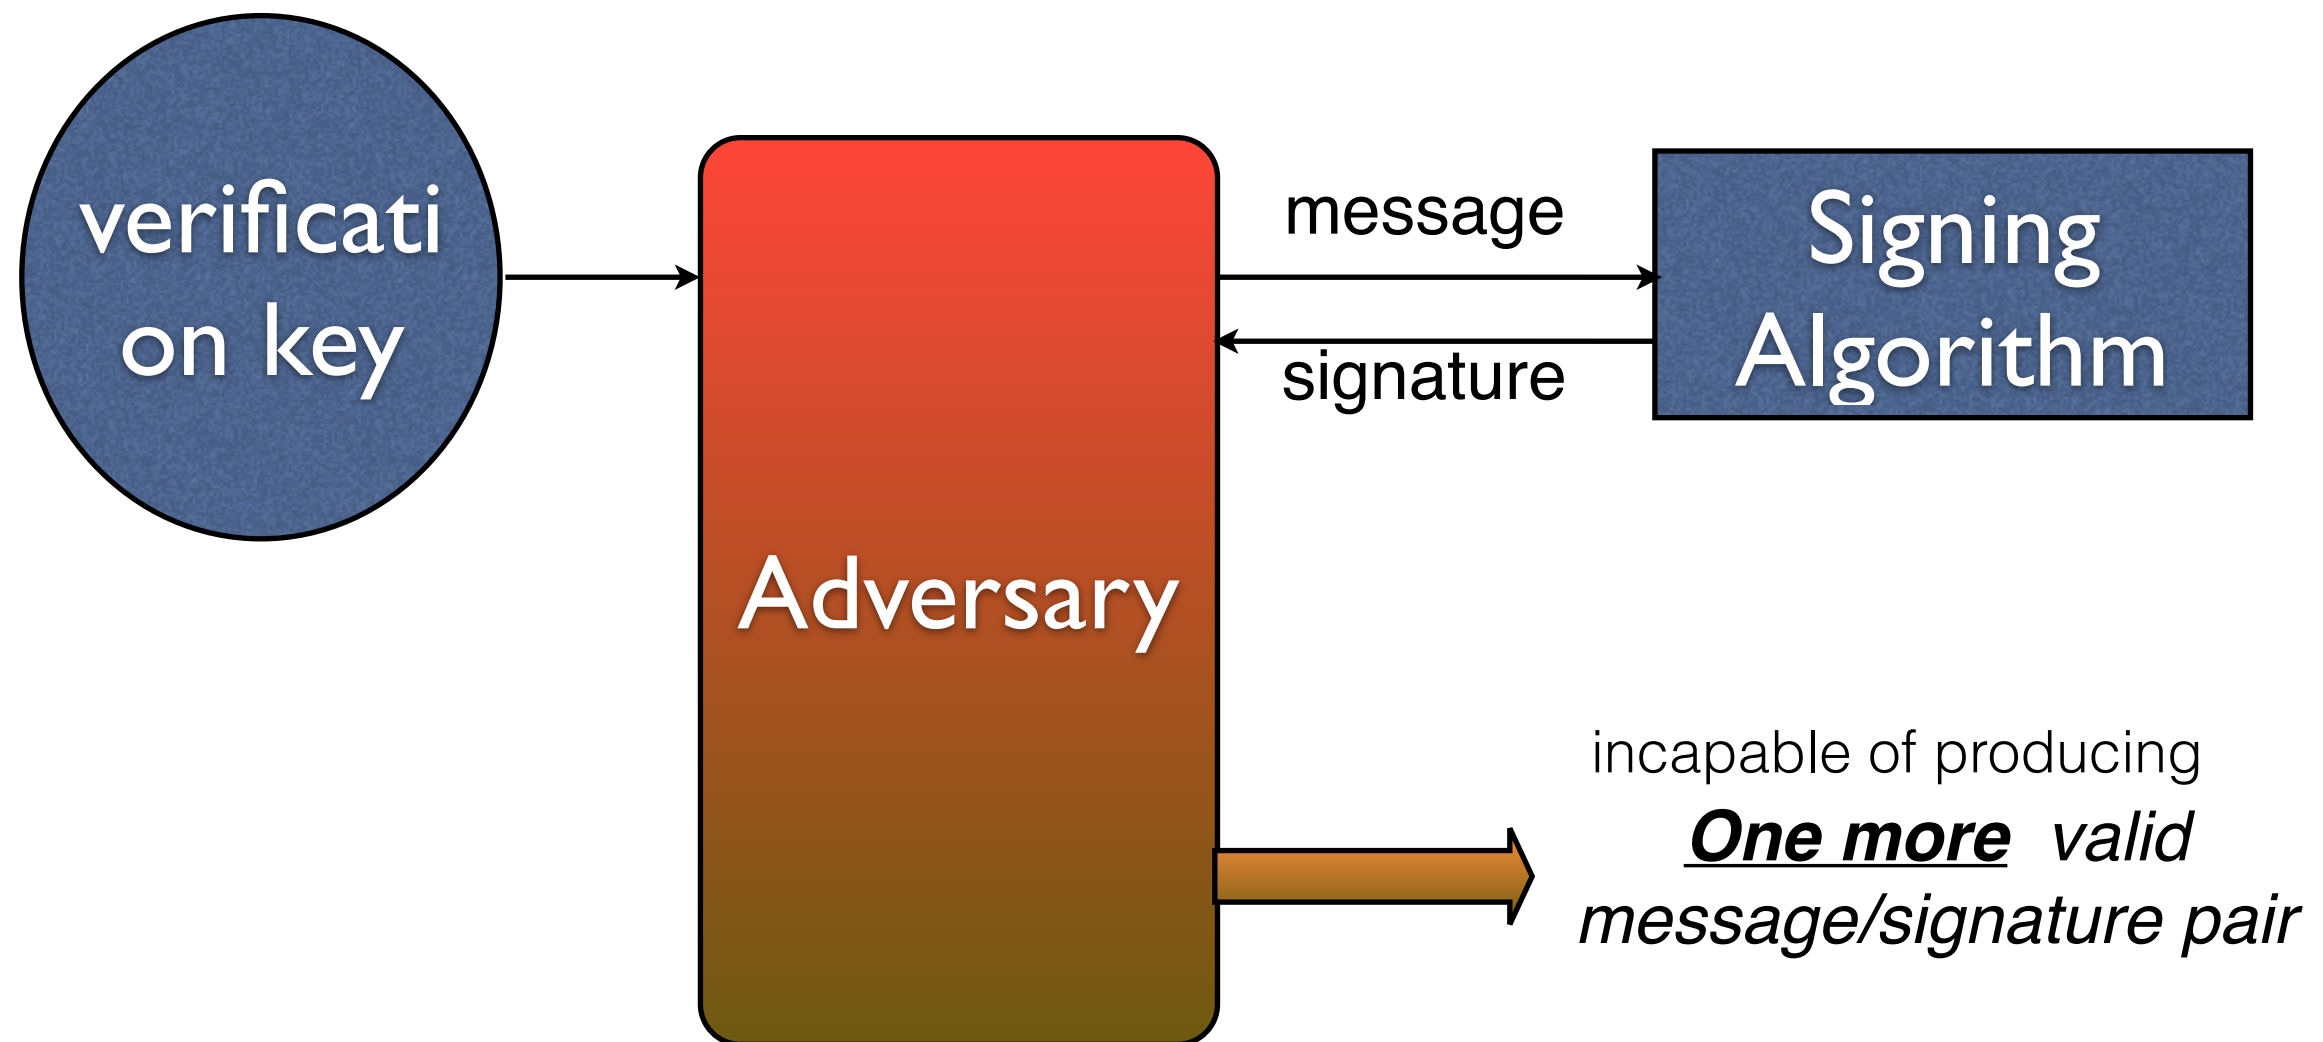 verificati
on key
message
signature
Signing
Algorithm
Adversary
incapable of producing
One more valid
message/signature pair